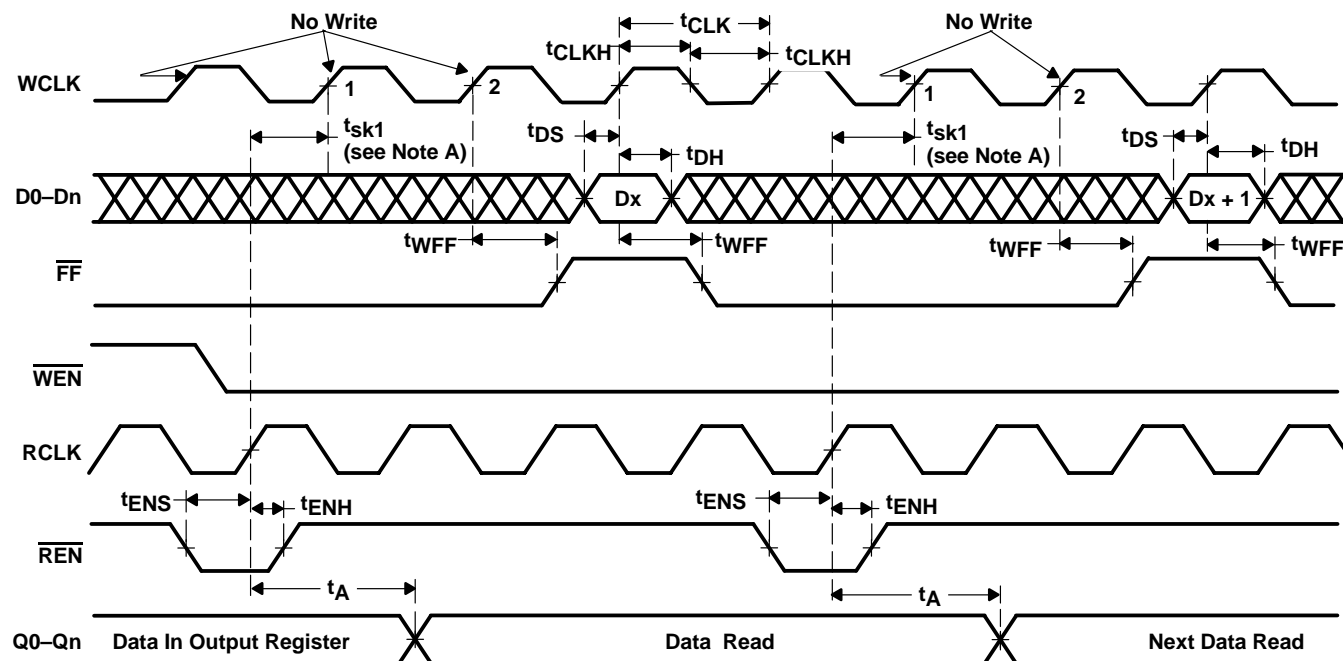 No Write
tCLK
No Write
tCLKH
tCLKH
WCLK
1
2
1
2
tsk1
(see Note A)
tDS
tDH
tsk1
(see Note A)
tDS
tDH
D0–Dn
Dx
Dx + 1
tWFF
tWFF
tWFF
tWFF
FF
WEN
RCLK
tENS
tENH
tENS
tENH
REN
tA
tA
Q0–Qn
Data In Output Register
Data Read
Next Data Read